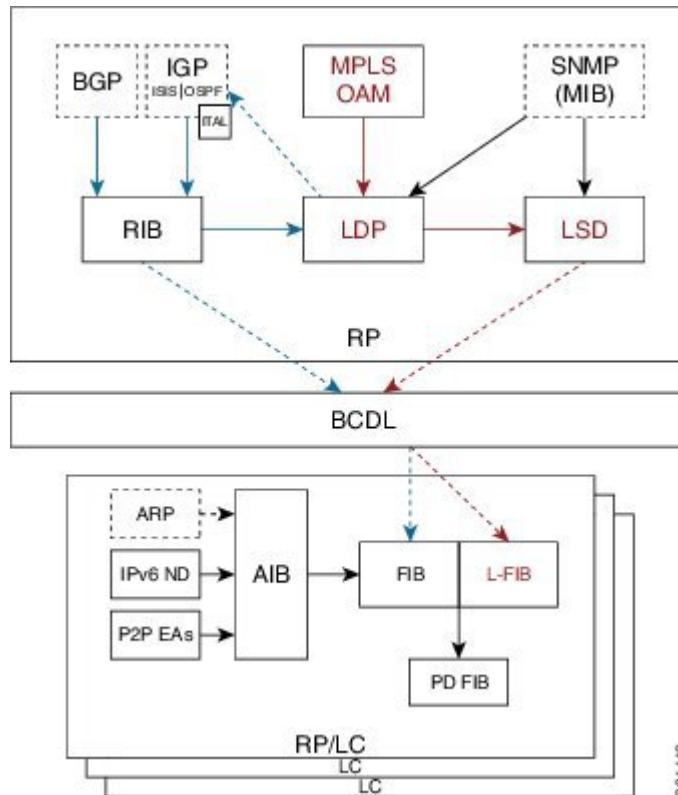 BGP
IGP
ISIS|OSPF
ITAL
MPLS
OAM
SNMP
(MIB)
RIB
LDP
LSD
RP
BCDL
ARP
IPv6 ND
P2P EAs
AIB
FIB
L-FIB
PD FIB
RP/LC
LC
LC